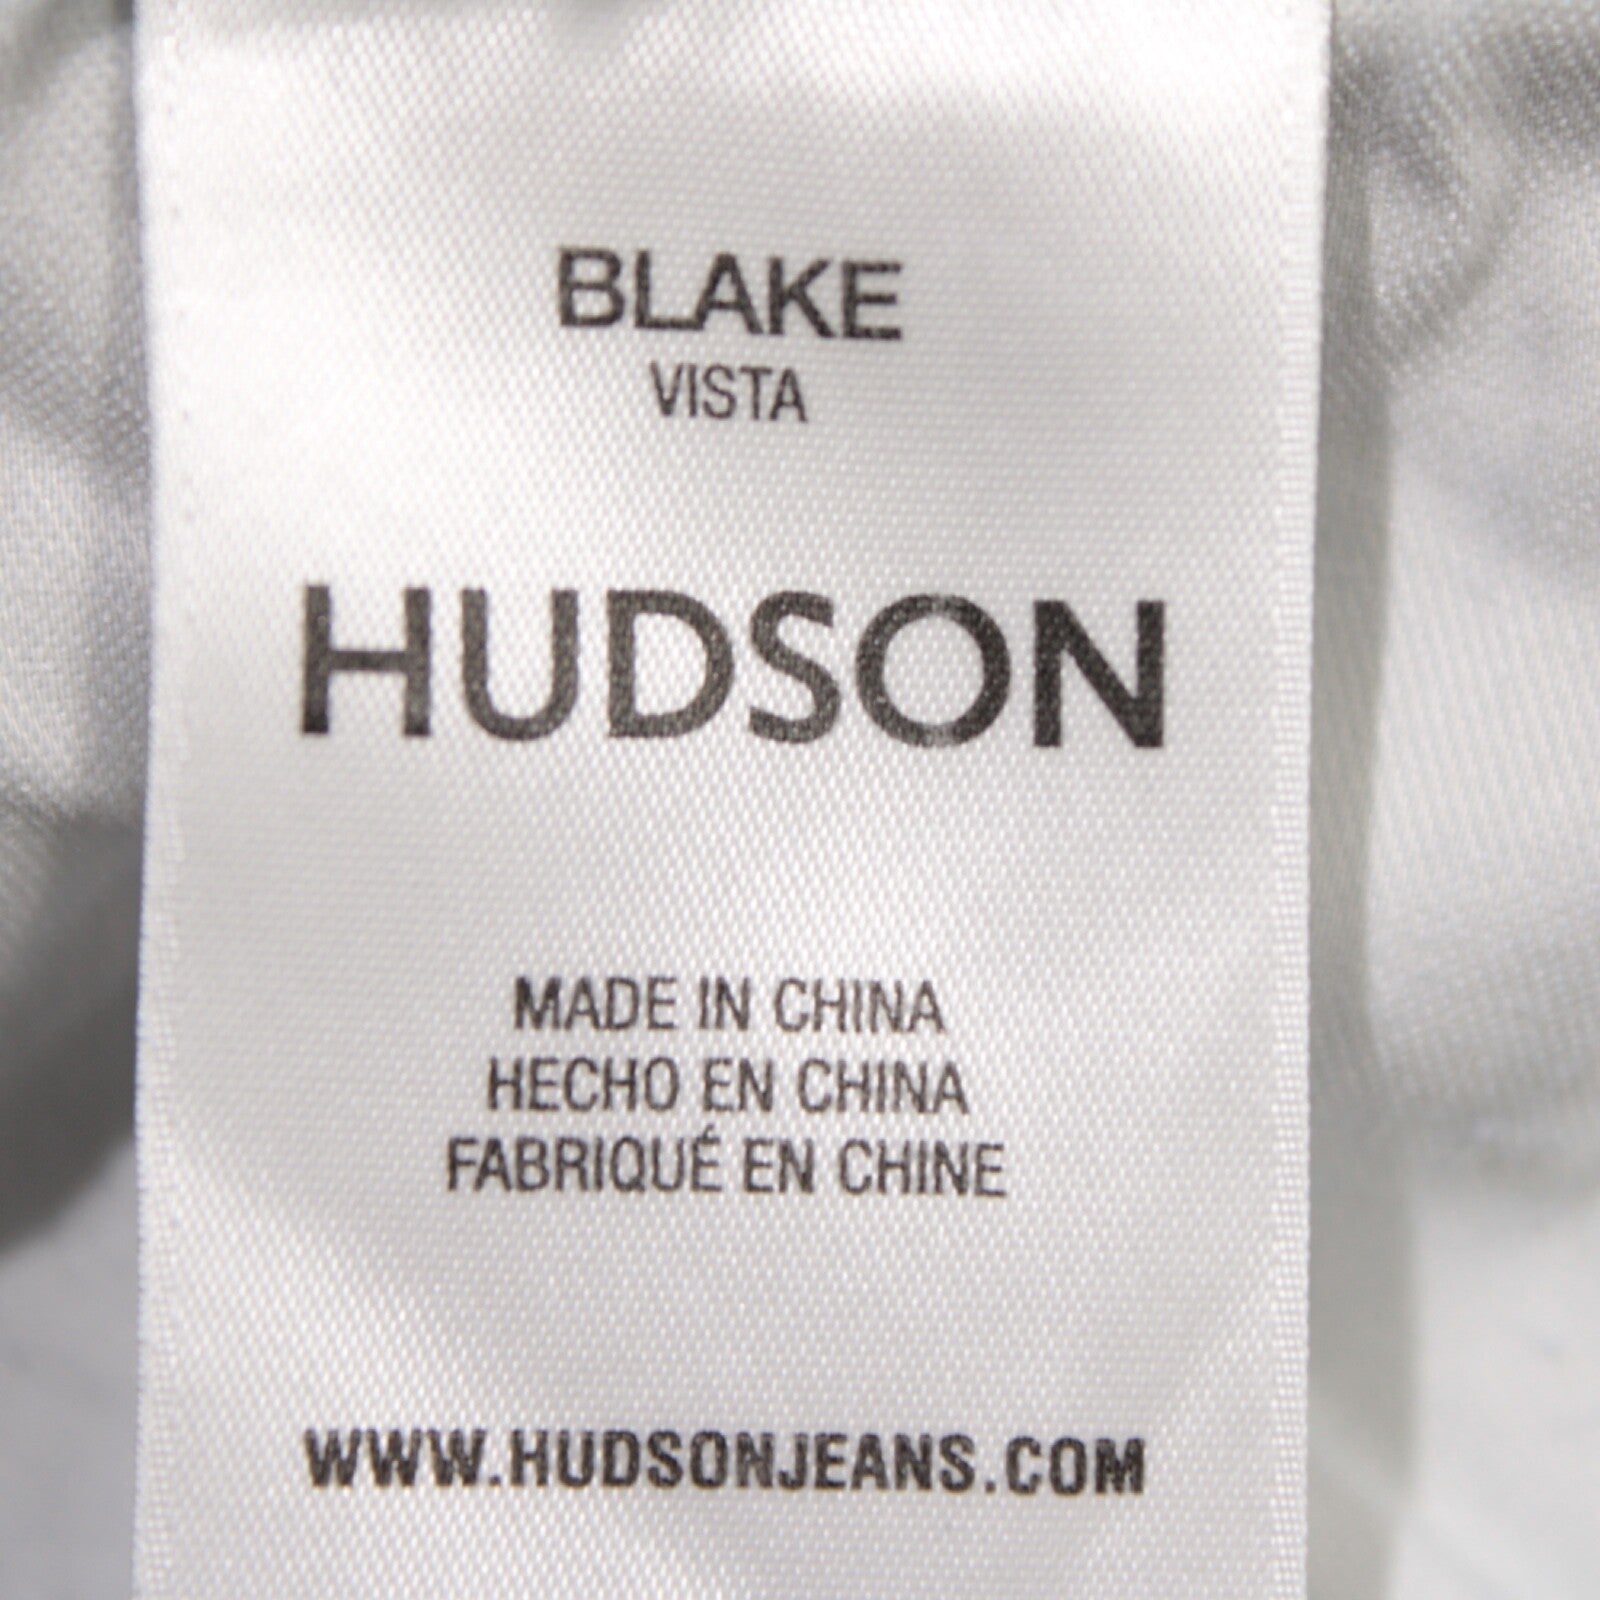 BLAKE
VISTA
HUDSON
MADE IN CHINA
HECHO EN CHINA
FABRIQUÉ EN CHINE
WWW.HUDSONJEANS.COM